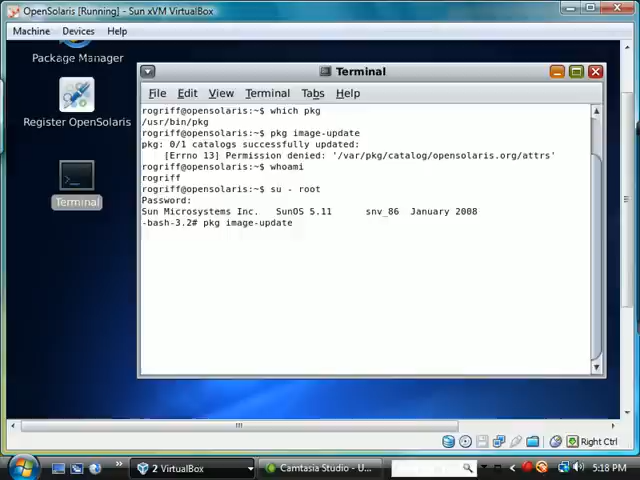 OpenSolaris [Running] - Sun xVM VirtualBox
Machine Devices Help
Package Manager
Register OpenSolaris
Terminal
Terminal
File Edit View Terminal Tabs Help
rogriff@opensolaris:~$ which pkg
/usr/bin/pkg
rogriff@opensolaris:~$ pkg image-update
pkg: 0/1 catalogs successfully updated:
[Errno 13] Permission denied: '/var/pkg/catalog/opensolaris.org/attrs'
rogriff@opensolaris:~$ whoami
rogriff
rogriff@opensolaris:~$ su - root
Password:
Sun Microsystems Inc. SunOS 5.11 snv_86 January 2008
-bash-3.2# pkg image-update
Right Ctrl
2 VirtualBox
Camtasia Studio - U...
5:18 PM